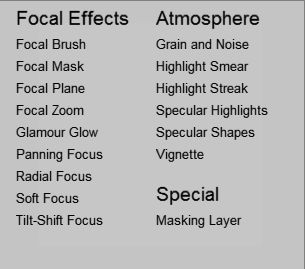 Focal Effects
Focal Brush
Focal Mask
Focal Plane
Focal Zoom
Glamour Glow
Panning Focus
Radial Focus
Soft Focus
Tilt-Shift Focus
Atmosphere
Grain and Noise
Highlight Smear
Highlight Streak
Specular Highlights
Specular Shapes
Vignette
Special
Masking Layer